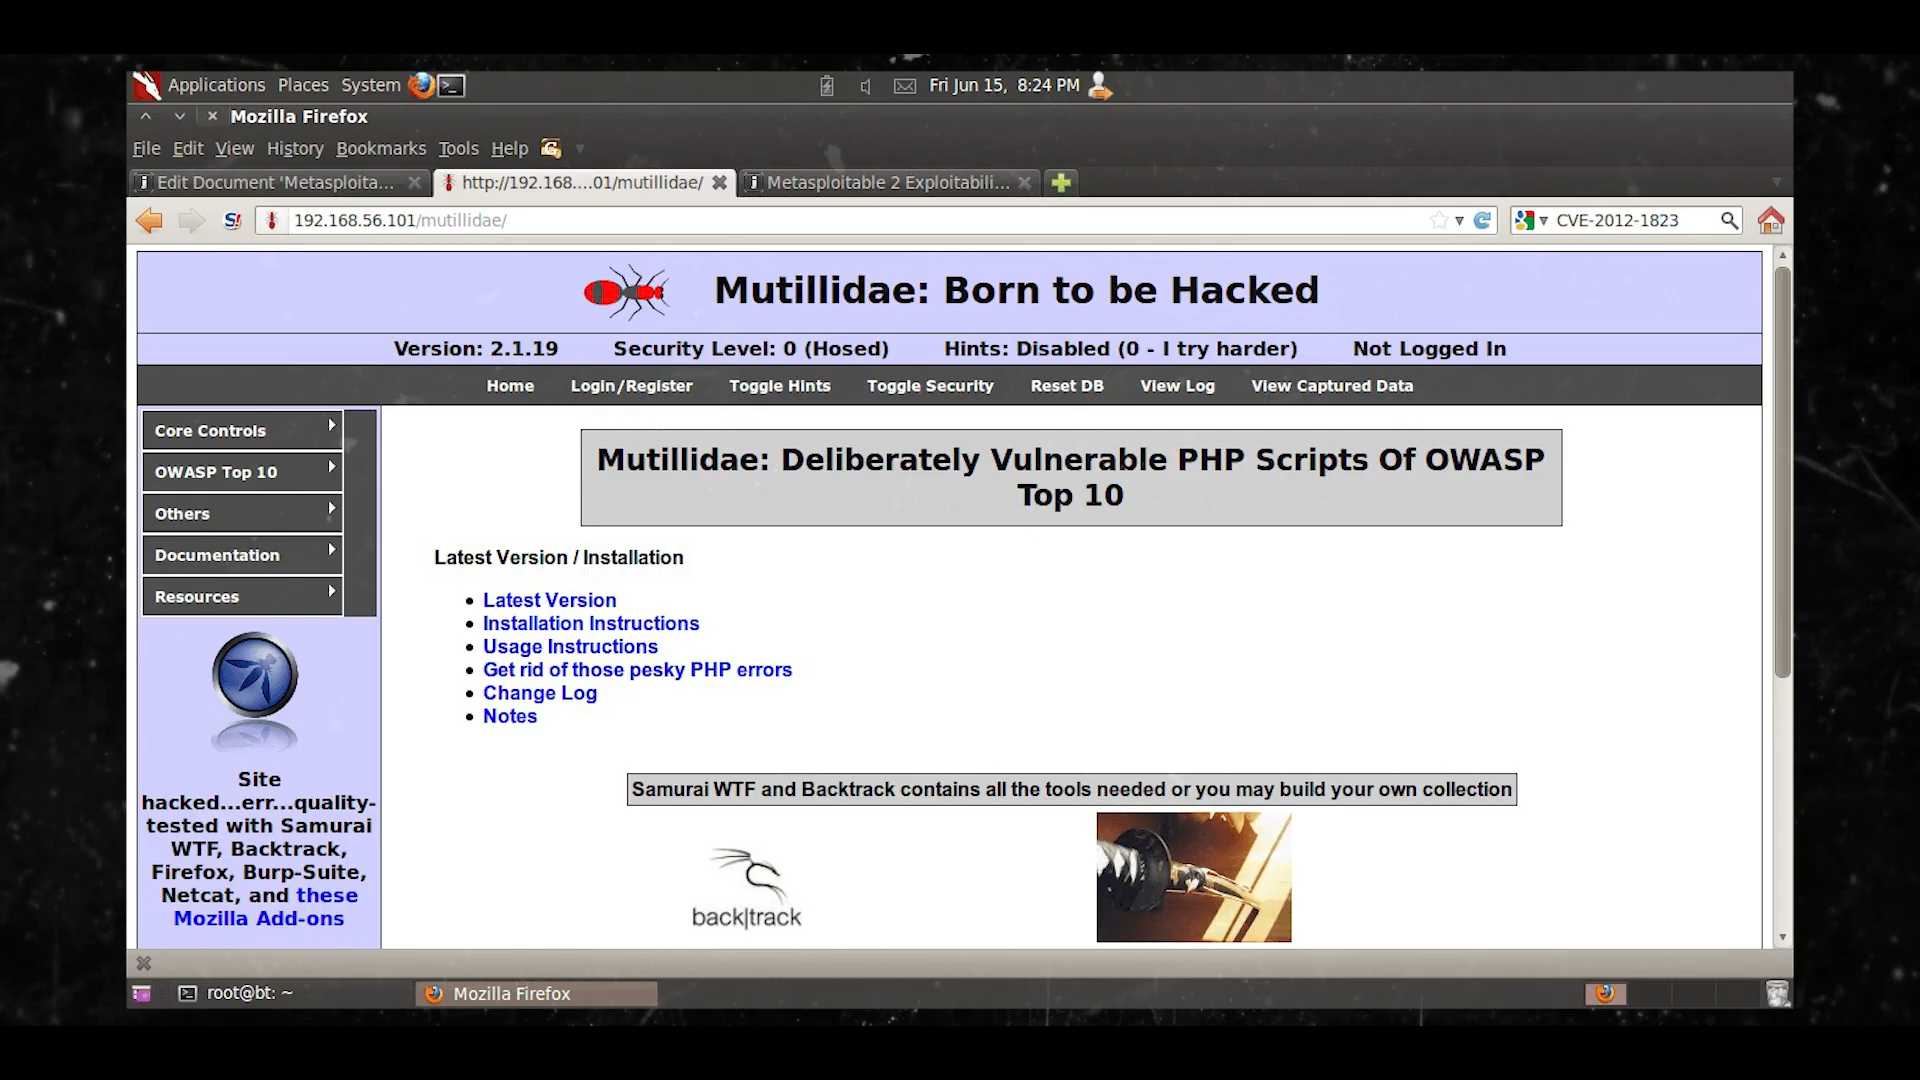 Applications Places System Fri Jun 15, 8:24 PM
Mozilla Firefox
File Edit View History Bookmarks Tools Help
Edit Document 'Metasploita... http://192.168....01/mutillidae/ Metasploitable 2 Exploitabili...
192.168.56.101/mutillidae/ CVE-2012-1823
Mutillidae: Born to be Hacked
Version: 2.1.19 Security Level: 0 (Hosed) Hints: Disabled (0 - I try harder) Not Logged In
Home Login/Register Toggle Hints Toggle Security Reset DB View Log View Captured Data
Core Controls
OWASP Top 10
Others
Documentation
Resources
Site
hacked...err...quality-
tested with Samurai
WTF, Backtrack,
Firefox, Burp-Suite,
Netcat, and these
Mozilla Add-ons
Mutillidae: Deliberately Vulnerable PHP Scripts Of OWASP
Top 10
Latest Version / Installation
Latest Version
Installation Instructions
Usage Instructions
Get rid of those pesky PHP errors
Change Log
Notes
Samurai WTF and Backtrack contains all the tools needed or you may build your own collection
back|track
root@bt: ~ Mozilla Firefox